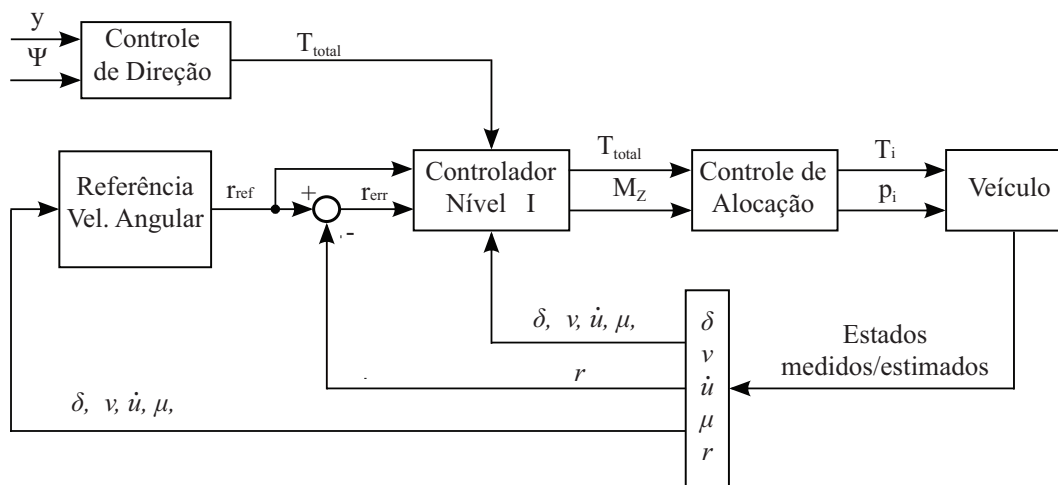 y
Ψ
Controle
de Direção
T_total
Referência
Vel. Angular
r_ref
+
-
r_err
Controlador
Nível I
T_total
M_Z
Controle de
Alocação
T_i
p_i
Veículo
δ, v, u̇, μ,
r
δ, v, u̇, μ,
δ
v
u̇
μ
r
Estados
medidos/estimados